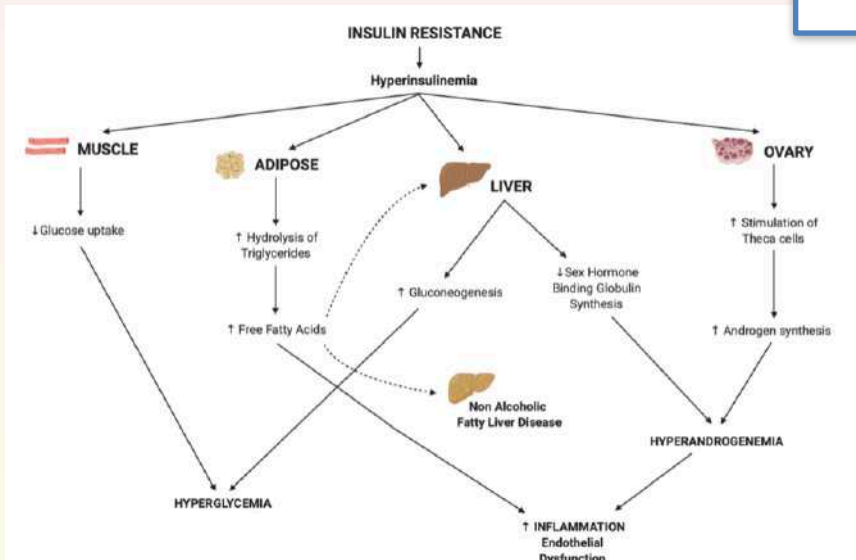 INSULIN RESISTANCE
Hyperinsulinemia
MUSCLE
ADIPOSE
LIVER
OVARY
↓Glucose uptake
↑ Hydrolysis of
Triglycerides
↑ Stimulation of
Theca cells
↑ Gluconeogenesis
↓Sex Hormone
Binding Globulin
Synthesis
↑ Free Fatty Acids
↑ Androgen synthesis
Non Alcoholic
Fatty Liver Disease
HYPERANDROGENEMIA
HYPERGLYCEMIA
↑ INFLAMMATION
Endothelial
Dysfunction